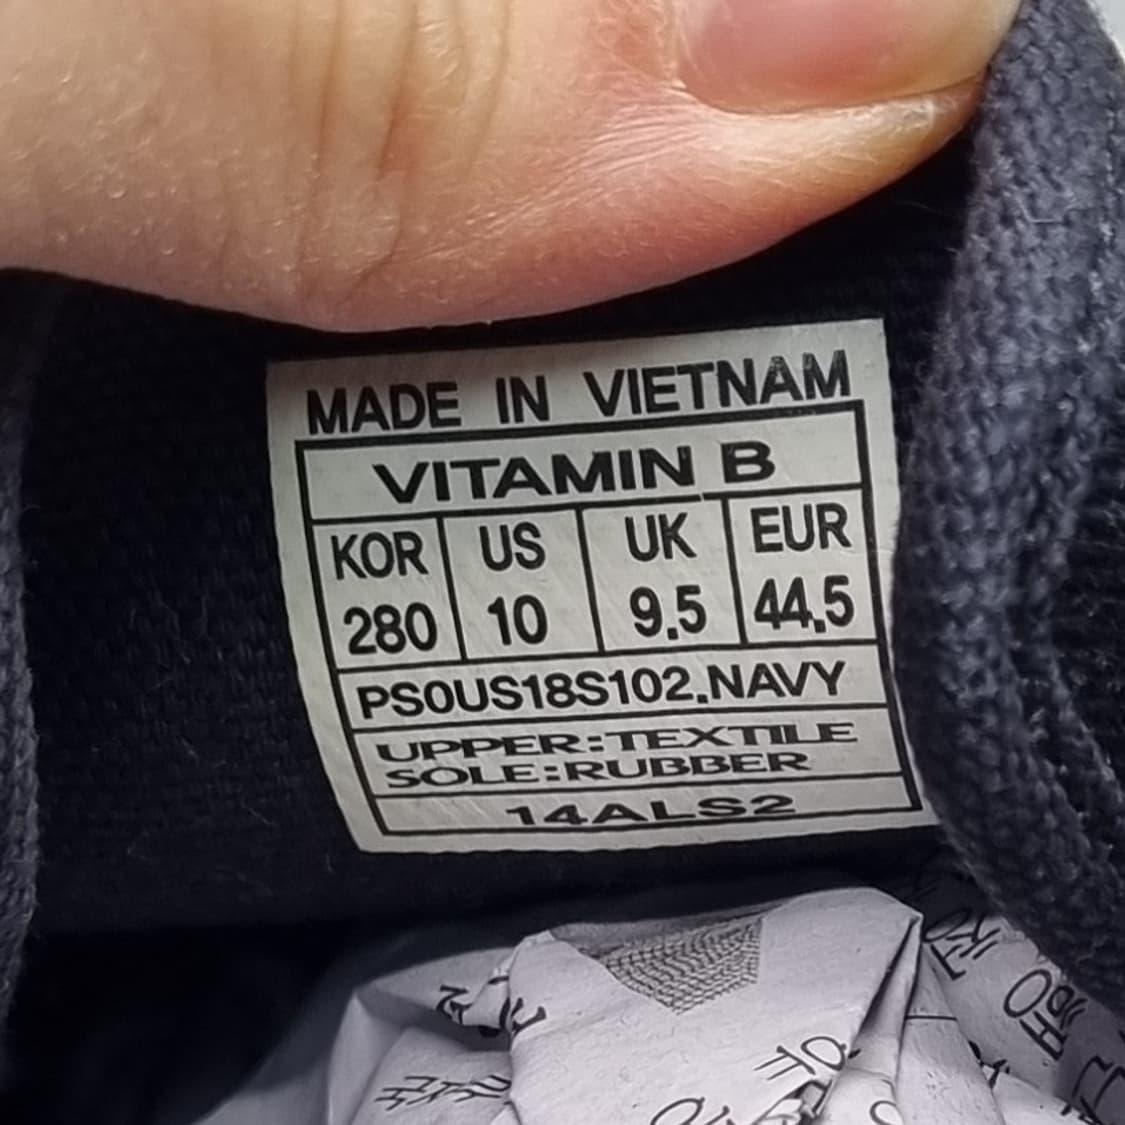 MADE IN VIETNAM
VITAMIN B
KOR US UK EUR
280 10 9.5 44.5
PS0US18S102.NAVY
UPPER:TEXTILE
SOLE:RUBBER
14ALS2